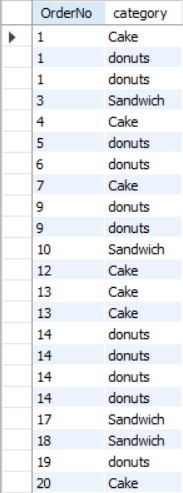 OrderNo category
1 Cake
1 donuts
1 donuts
3 Sandwich
4 Cake
5 donuts
6 donuts
7 Cake
9 donuts
9 donuts
10 Sandwich
12 Cake
13 Cake
13 Cake
14 donuts
14 donuts
14 donuts
14 donuts
17 Sandwich
18 Sandwich
19 donuts
20 Cake